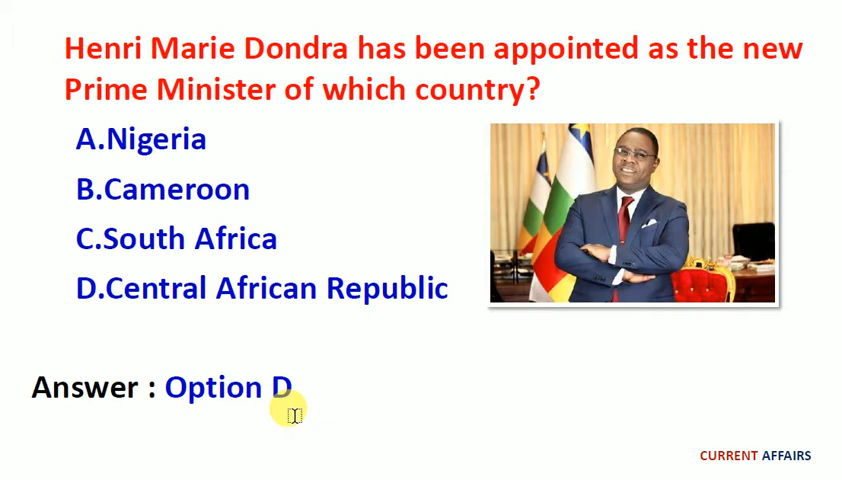 Henri Marie Dondra has been appointed as the new
Prime Minister of which country?
A.Nigeria
B.Cameroon
C.South Africa
D.Central African Republic
Answer : Option D
CURRENT AFFAIRS